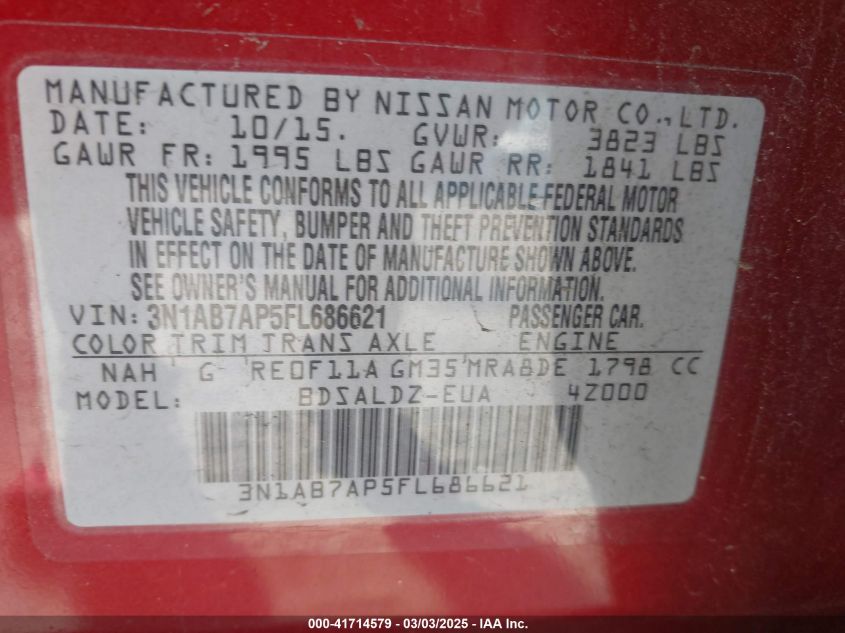 MANUFACTURED BY NISSAN MOTOR CO., LTD.
DATE: 10/15. GVWR: 3823 LBS
GAWR FR: 1995 LBS GAWR RR: 1841 LBS
THIS VEHICLE CONFORMS TO ALL APPLICABLE FEDERAL MOTOR
VEHICLE SAFETY, BUMPER AND THEFT PREVENTION STANDARDS
IN EFFECT ON THE DATE OF MANUFACTURE SHOWN ABOVE.
SEE OWNER'S MANUAL FOR ADDITIONAL INFORMATION.
VIN: 3N1AB7AP5FL686621 PASSENGER CAR.
COLOR TRIM TRANS AXLE ENGINE
NAH G RE0F11A GM35 MRA8DE 1798 CC
MODEL: BDSALDZ-EUA 4Z000
3N1AB7AP5FL686621
000-41714579 - 03/03/2025 - IAA Inc.